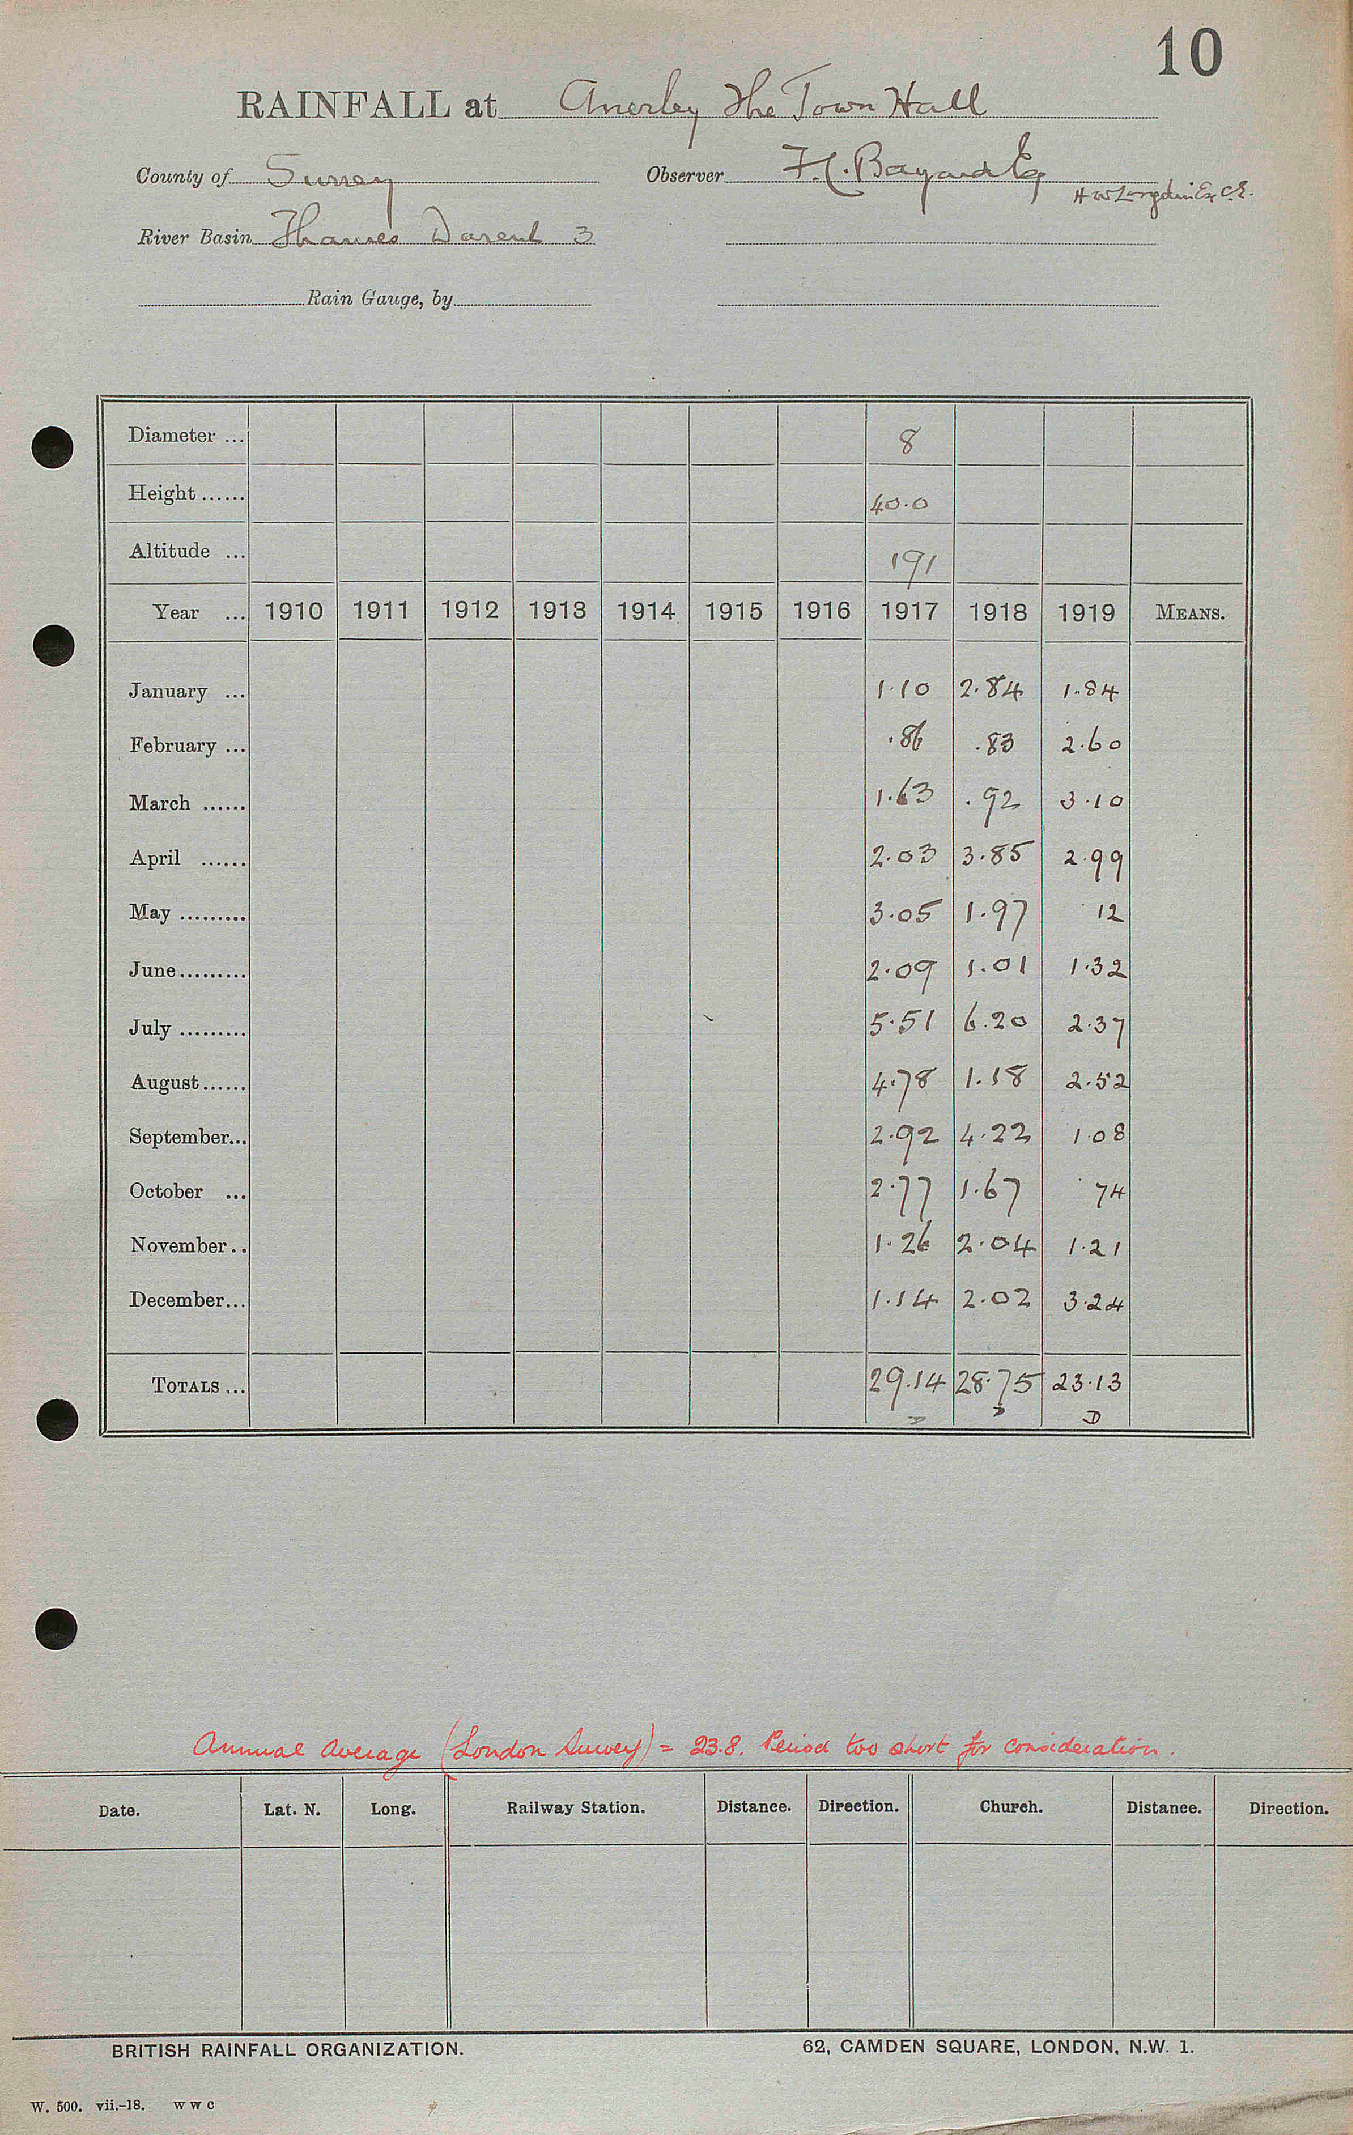 10
RAINFALL at Anerley The Town Hall
County of Surrey Observer F. C. Bayard Esq
H W Longdin Esq C.E.
River Basin Thames Darent 3
Rain Gauge, by
Diameter ... 8
Height ...... 40.0
Altitude ... 191
Year ... 1910 1911 1912 1913 1914 1915 1916 1917 1918 1919 MEANS.
January ... 1.10 2.84 1.84
February ... .86 .83 2.60
March ...... 1.63 .92 3.10
April ...... 2.03 3.85 2.99
May ......... 3.05 1.97 .12
June ......... 2.09 1.01 1.32
July ......... 5.51 6.20 2.37
August ...... 4.78 1.18 2.52
September... 2.92 4.22 1.08
October ... 2.77 1.67 .74
November .. 1.26 2.04 1.21
December... 1.14 2.02 3.24
TOTALS ... 29.14 28.75 23.13
D D D
Annual Average (London Survey) = 23.8. Period too short for consideration.
Date. Lat. N. Long. Railway Station. Distance. Direction. Church. Distance. Direction.
BRITISH RAINFALL ORGANIZATION. 62, CAMDEN SQUARE, LONDON, N.W. 1.
W. 500. vii.-18. W W C